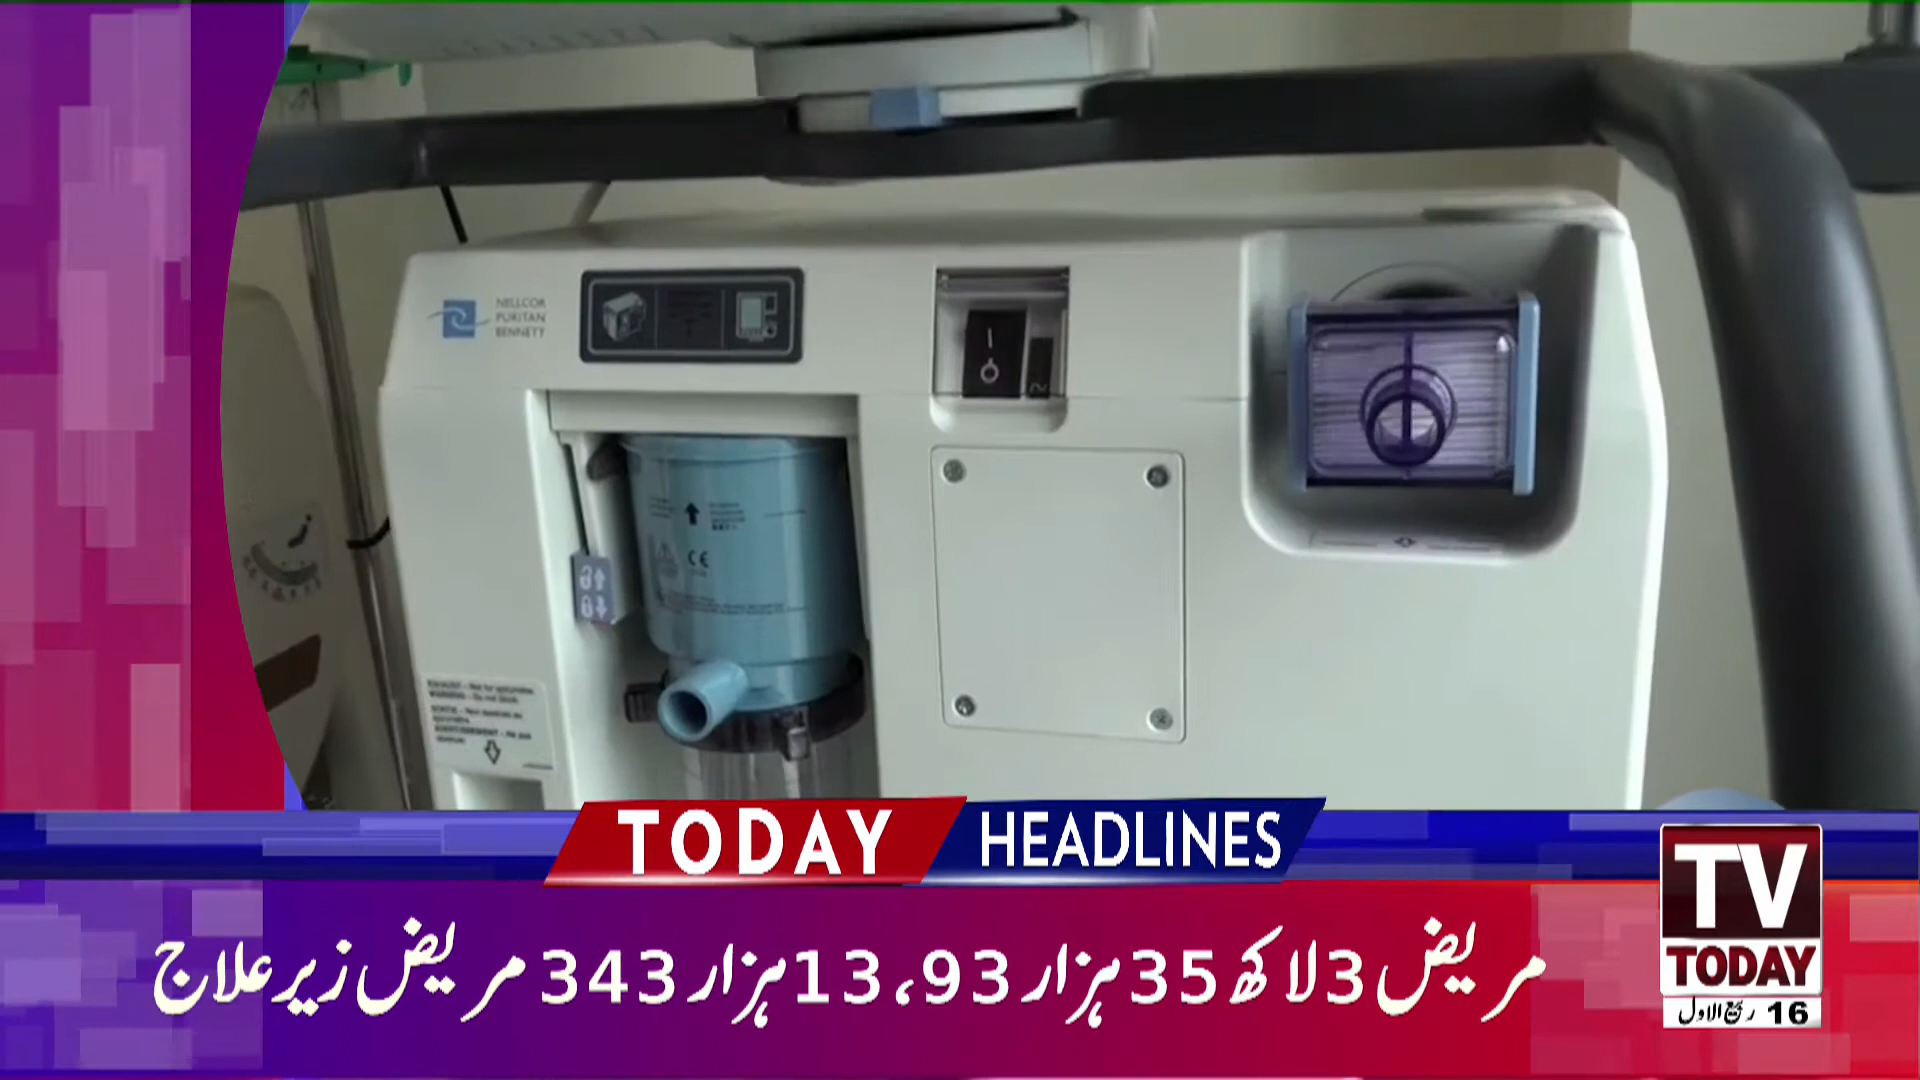 NELLCOR
PURITAN
BENNETT
CE
TODAY HEADLINES
مریض 3 لاکھ 35 ہزار 93، 13 ہزار 343 مریض زیر علاج
TV
TODAY
16 ربیع الاول